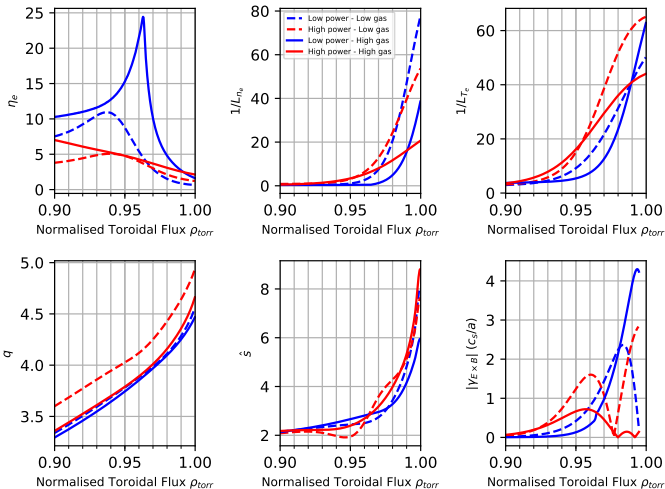 25
20
15
10
5
0
η_e
0.90 0.95 1.00
Normalised Toroidal Flux ρ_torr
80
60
40
20
0
1/L_{n_e}
Low power - Low gas
High power - Low gas
Low power - High gas
High power - High gas
0.90 0.95 1.00
Normalised Toroidal Flux ρ_torr
60
40
20
0
1/L_{T_e}
0.90 0.95 1.00
Normalised Toroidal Flux ρ_torr
5.0
4.5
4.0
3.5
q
0.90 0.95 1.00
Normalised Toroidal Flux ρ_torr
8
6
4
2
ŝ
0.90 0.95 1.00
Normalised Toroidal Flux ρ_torr
4
3
2
1
0
|γ_{E×B}| (c_s/a)
0.90 0.95 1.00
Normalised Toroidal Flux ρ_torr